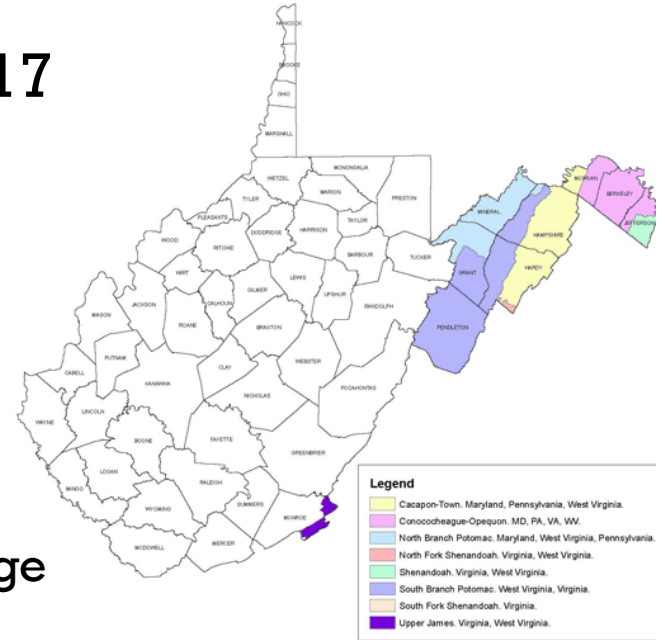 17
HANCOCK
BROOKE
OHIO
MARSHALL
WETZEL
MONONGALIA
MARION
PRESTON
TYLER
PLEASANTS
DODDRIDGE
HARRISON
TAYLOR
WOOD
RITCHIE
BARBOUR
TUCKER
MINERAL
HAMPSHIRE
MORGAN
BERKELEY
JEFFERSON
WIRT
LEWIS
GRANT
HARDY
JACKSON
CALHOUN
GILMER
UPSHUR
RANDOLPH
MASON
ROANE
BRAXTON
PENDLETON
PUTNAM
CABELL
CLAY
WEBSTER
KANAWHA
POCAHONTAS
NICHOLAS
WAYNE
LINCOLN
BOONE
FAYETTE
GREENBRIER
LOGAN
RALEIGH
MINGO
WYOMING
SUMMERS
MONROE
MCDOWELL
MERCER
ge
Legend
Cacapon-Town. Maryland, Pennsylvania, West Virginia.
Conococheague-Opequon. MD, PA, VA, WV.
North Branch Potomac. Maryland, West Virginia, Pennsylvania.
North Fork Shenandoah. Virginia, West Virginia.
Shenandoah. Virginia, West Virginia.
South Branch Potomac. West Virginia, Virginia.
South Fork Shenandoah. Virginia.
Upper James. Virginia, West Virginia.